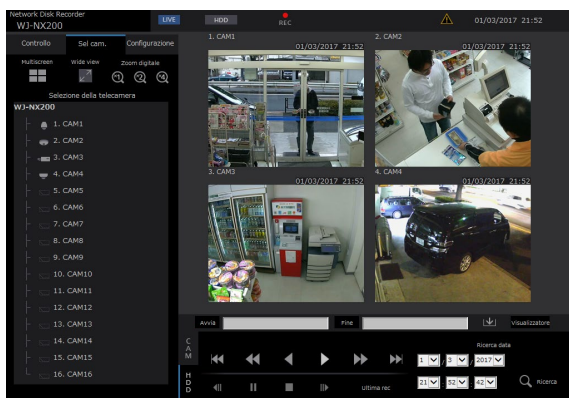 Network Disk Recorder
WJ-NX200
LIVE
HDD
REC
01/03/2017 21:52
Controllo
Sel cam.
Configurazione
Multiscreen
Wide view
Zoom digitale
x1
x2
x4
Selezione della telecamera
WJ-NX200
1. CAM1
2. CAM2
3. CAM3
4. CAM4
5. CAM5
6. CAM6
7. CAM7
8. CAM8
9. CAM9
10. CAM10
11. CAM11
12. CAM12
13. CAM13
14. CAM14
15. CAM15
16. CAM16
1. CAM1
01/03/2017 21:52
2. CAM2
01/03/2017 21:52
3. CAM3
01/03/2017 21:52
4. CAM4
01/03/2017 21:52
Avvia
Fine
visualizzatore
CAM
HDD
Ultima rec
Ricerca data
1 / 3 / 2017
21 : 52 : 42
Ricerca